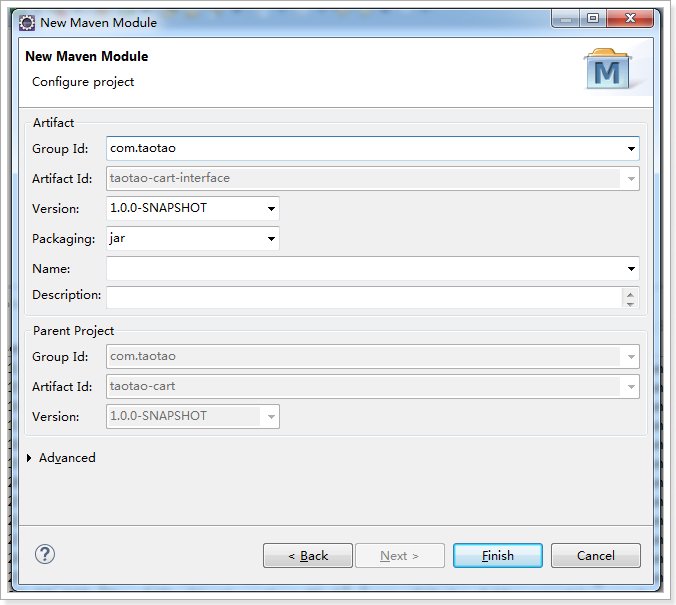 New Maven Module
New Maven Module
Configure project
M
Artifact
Group Id: com.taotao
Artifact Id: taotao-cart-interface
Version: 1.0.0-SNAPSHOT
Packaging: jar
Name:
Description:
Parent Project
Group Id: com.taotao
Artifact Id: taotao-cart
Version: 1.0.0-SNAPSHOT
Advanced
? < Back Next > Finish Cancel